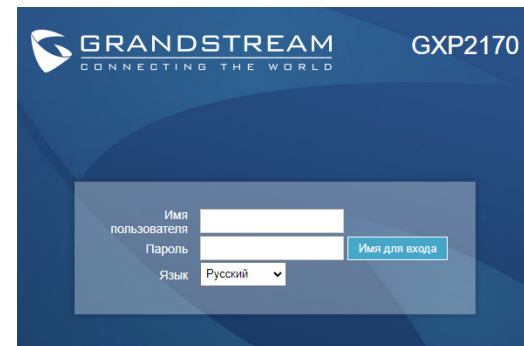 GRANDSTREAM
CONNECTING THE WORLD
GXP2170
Имя
пользователя
Пароль
Имя для входа
Язык
Русский